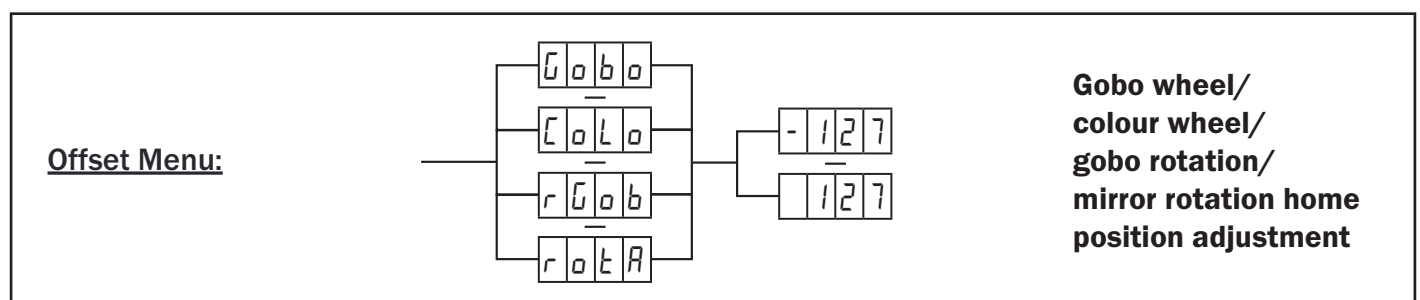 Offset Menu:
Gobo
CoLo
rGob
rotA
-127
127
Gobo wheel/
colour wheel/
gobo rotation/
mirror rotation home
position adjustment